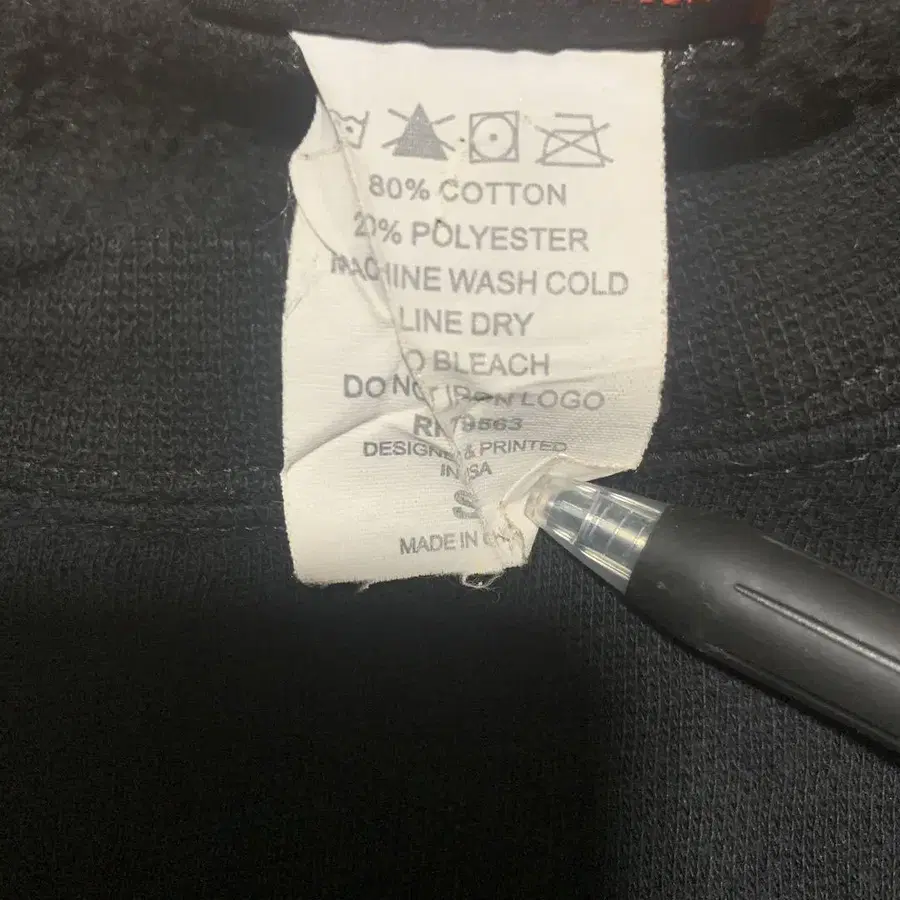 80% COTTON
20% POLYESTER
MACHINE WASH COLD
LINE DRY
BLEACH
DO NOT IRON LOGO
DESIGNED & PRINTED
IN USA
S
MADE IN